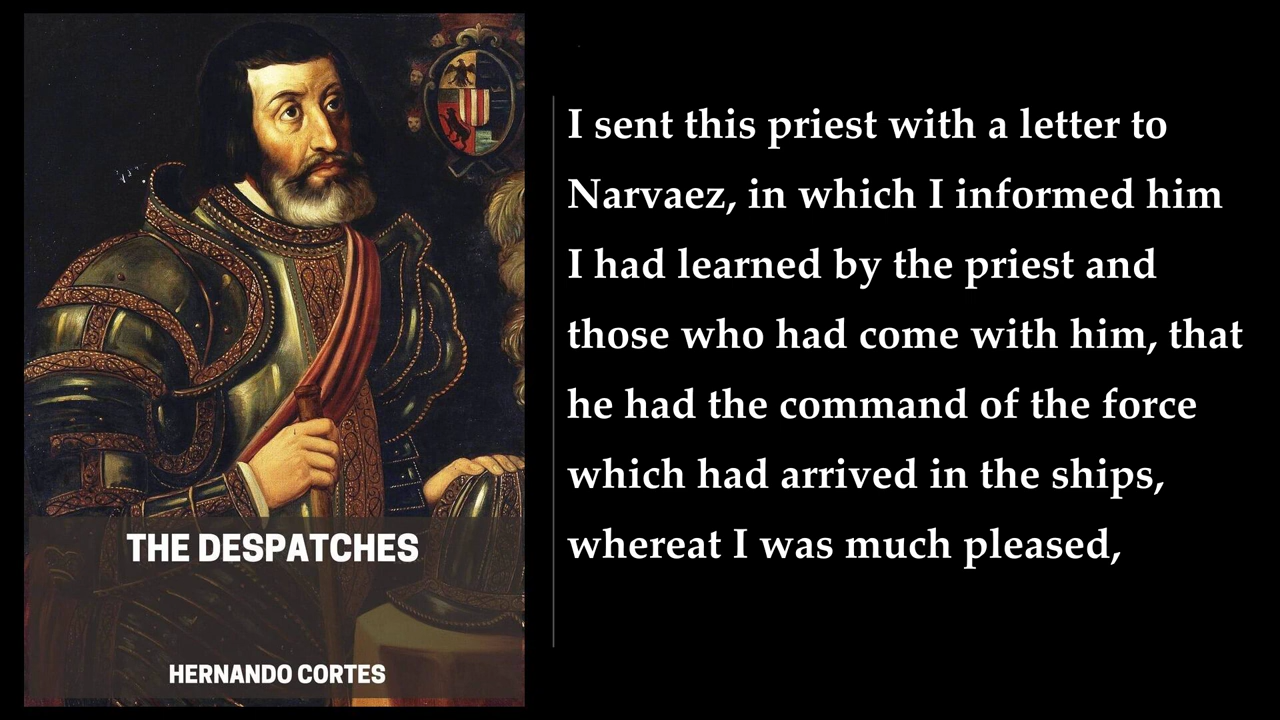 THE DESPATCHES
HERNANDO CORTES
I sent this priest with a letter to
Narvaez, in which I informed him
I had learned by the priest and
those who had come with him, that
he had the command of the force
which had arrived in the ships,
whereat I was much pleased,